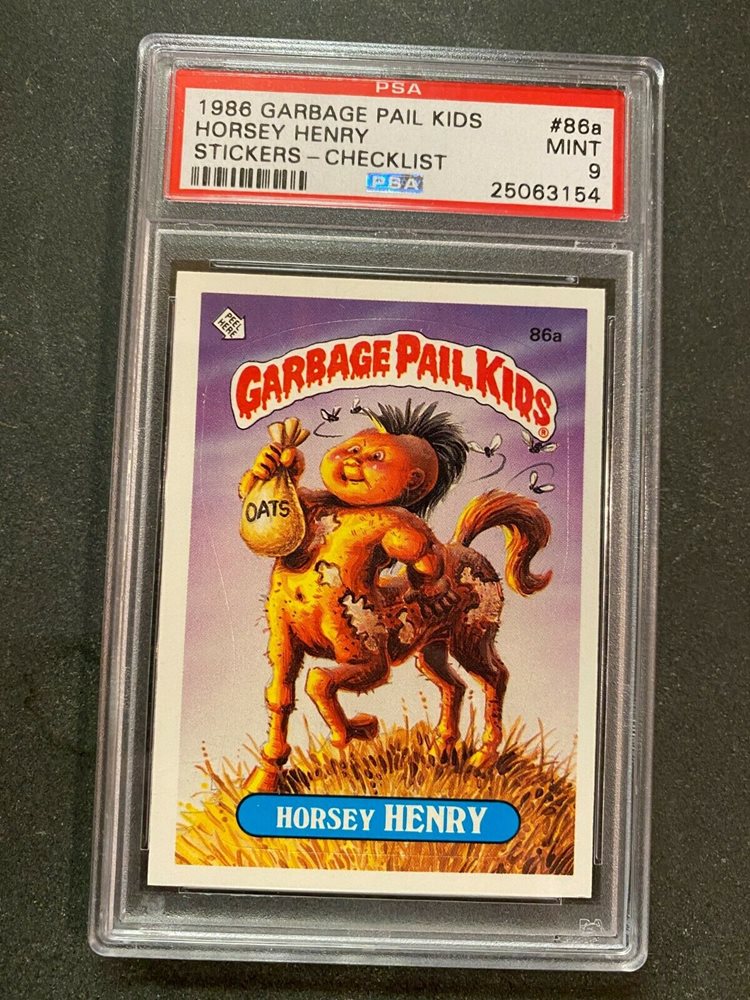 PSA
1986 GARBAGE PAIL KIDS #86a
HORSEY HENRY MINT
STICKERS-CHECKLIST 9
PSA 25063154
PEEL HERE
86a
GARBAGE PAIL KIDS®
OATS
HORSEY HENRY